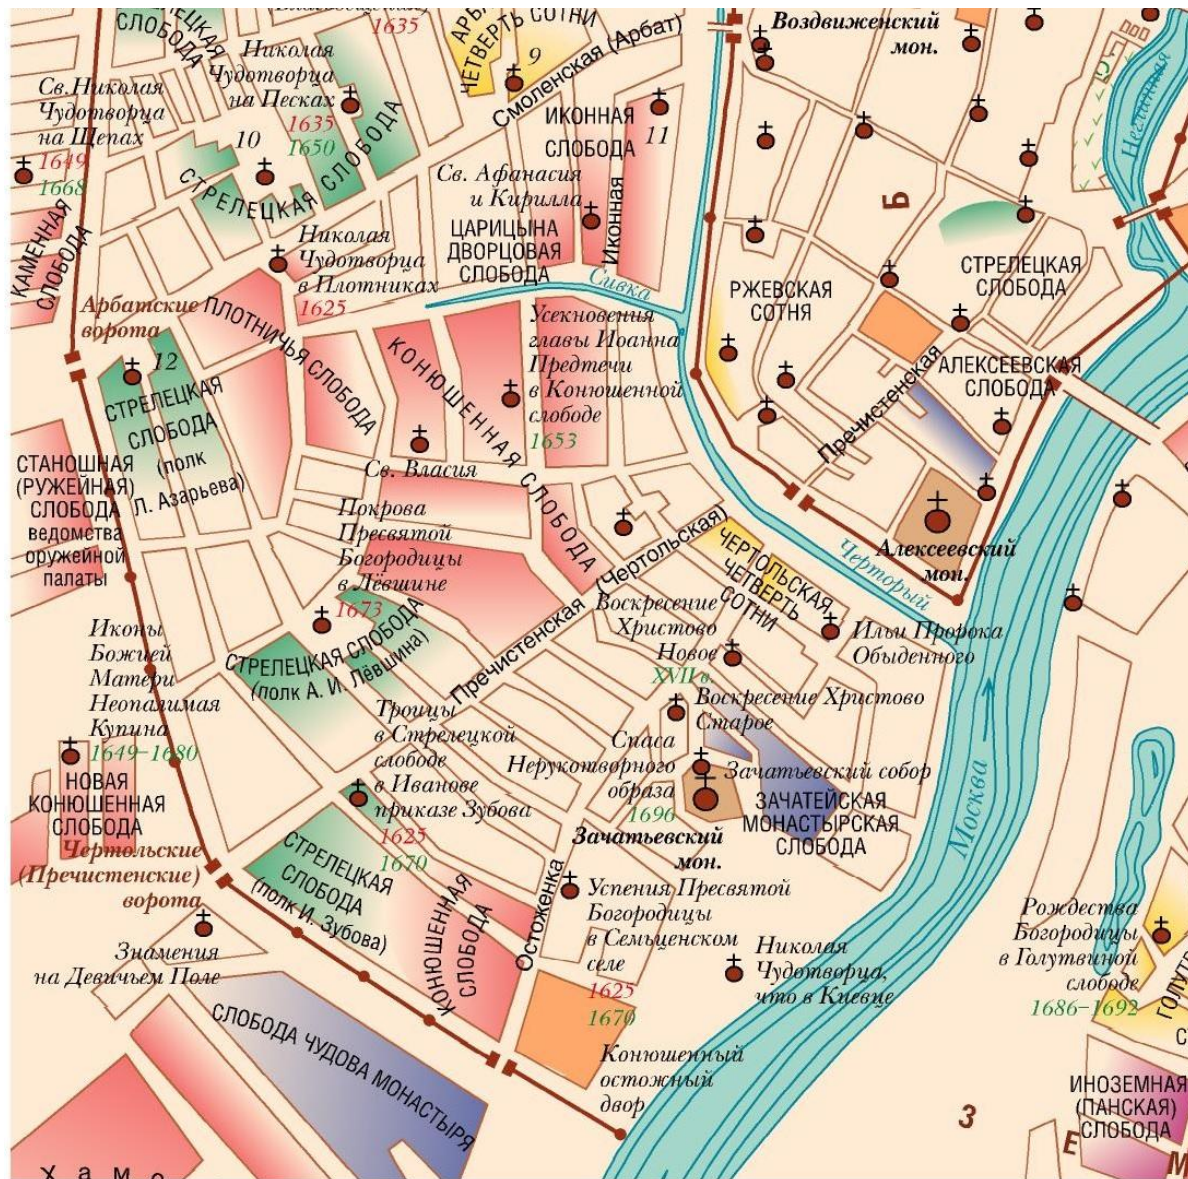 СЛОБОДА
1635
ЧЕТВЕРТЬ СОТНИ
9
Смоленская (Арбат)
Воздвиженский
мон.
Неглинная
Николая
Чудотворца
на Песках
1635
1650
СЛОБОДА
Св. Николая
Чудотворца
на Щепах
1649
1668
10
СТРЕЛЕЦКАЯ
ИКОННАЯ
СЛОБОДА
11
Иконная
Св. Афанасия
и Кирилла
ЦАРИЦЫНА
ДВОРЦОВАЯ
СЛОБОДА
Б
КАМЕННАЯ
СЛОБОДА
Николая
Чудотворца
в Плотниках
1625
Сивка
РЖЕВСКАЯ
СОТНЯ
СТРЕЛЕЦКАЯ
СЛОБОДА
Арбатские
ворота
ПЛОТНИЧЬЯ СЛОБОДА
КОНЮШЕННАЯ СЛОБОДА
Усекновения
главы Иоанна
Предтечи
в Конюшенной
слободе
1653
Пречистенская
АЛЕКСЕЕВСКАЯ
СЛОБОДА
12
СТРЕЛЕЦКАЯ
СЛОБОДА
(полк
Л. Азарьева)
СТАНОШНАЯ
(РУЖЕЙНАЯ)
СЛОБОДА
ведомства
оружейной
палаты
Св. Власия
Покрова
Пресвятой
Богородицы
в Лёвшине
1673
Пречистенская (Чертольская)
ЧЕРТОЛЬСКАЯ
ЧЕТВЕРТЬ
СОТНИ
Черторый
Алексеевский
мон.
Воскресение
Христово
Новое
XVII в.
Ильи Пророка
Обыденного
Иконы
Божией
Матери
Неопалимая
Купина
1649–1680
СТРЕЛЕЦКАЯ СЛОБОДА
(полк А. И. Лёвшина)
Воскресение Христово
Старое
Троицы
в Стрелецкой
слободе
в Иванове
приказе Зубова
1625
1670
Спаса
Нерукотворного
образа
1696
Зачатьевский собор
Зачатьевский
мон.
ЗАЧАТЕЙСКАЯ
МОНАСТЫРСКАЯ
СЛОБОДА
Москва
НОВАЯ
КОНЮШЕННАЯ
СЛОБОДА
Чертольские
(Пречистенские)
ворота
СТРЕЛЕЦКАЯ
СЛОБОДА
(полк И. Зубова)
КОНЮШЕННАЯ
СЛОБОДА
Остоженка
Успения Пресвятой
Богородицы
в Семьценском
селе
1625
1670
Николая
Чудотворца,
что в Киевце
Рождества
Богородицы
в Голутвиной
слободе
1686–1692
Знамения
на Девичьем Поле
СЛОБОДА ЧУДОВА МОНАСТЫРЯ
Конюшенный
остожный
двор
ИНОЗЕМНАЯ
(ПАНСКАЯ)
СЛОБОДА
З
Е
М